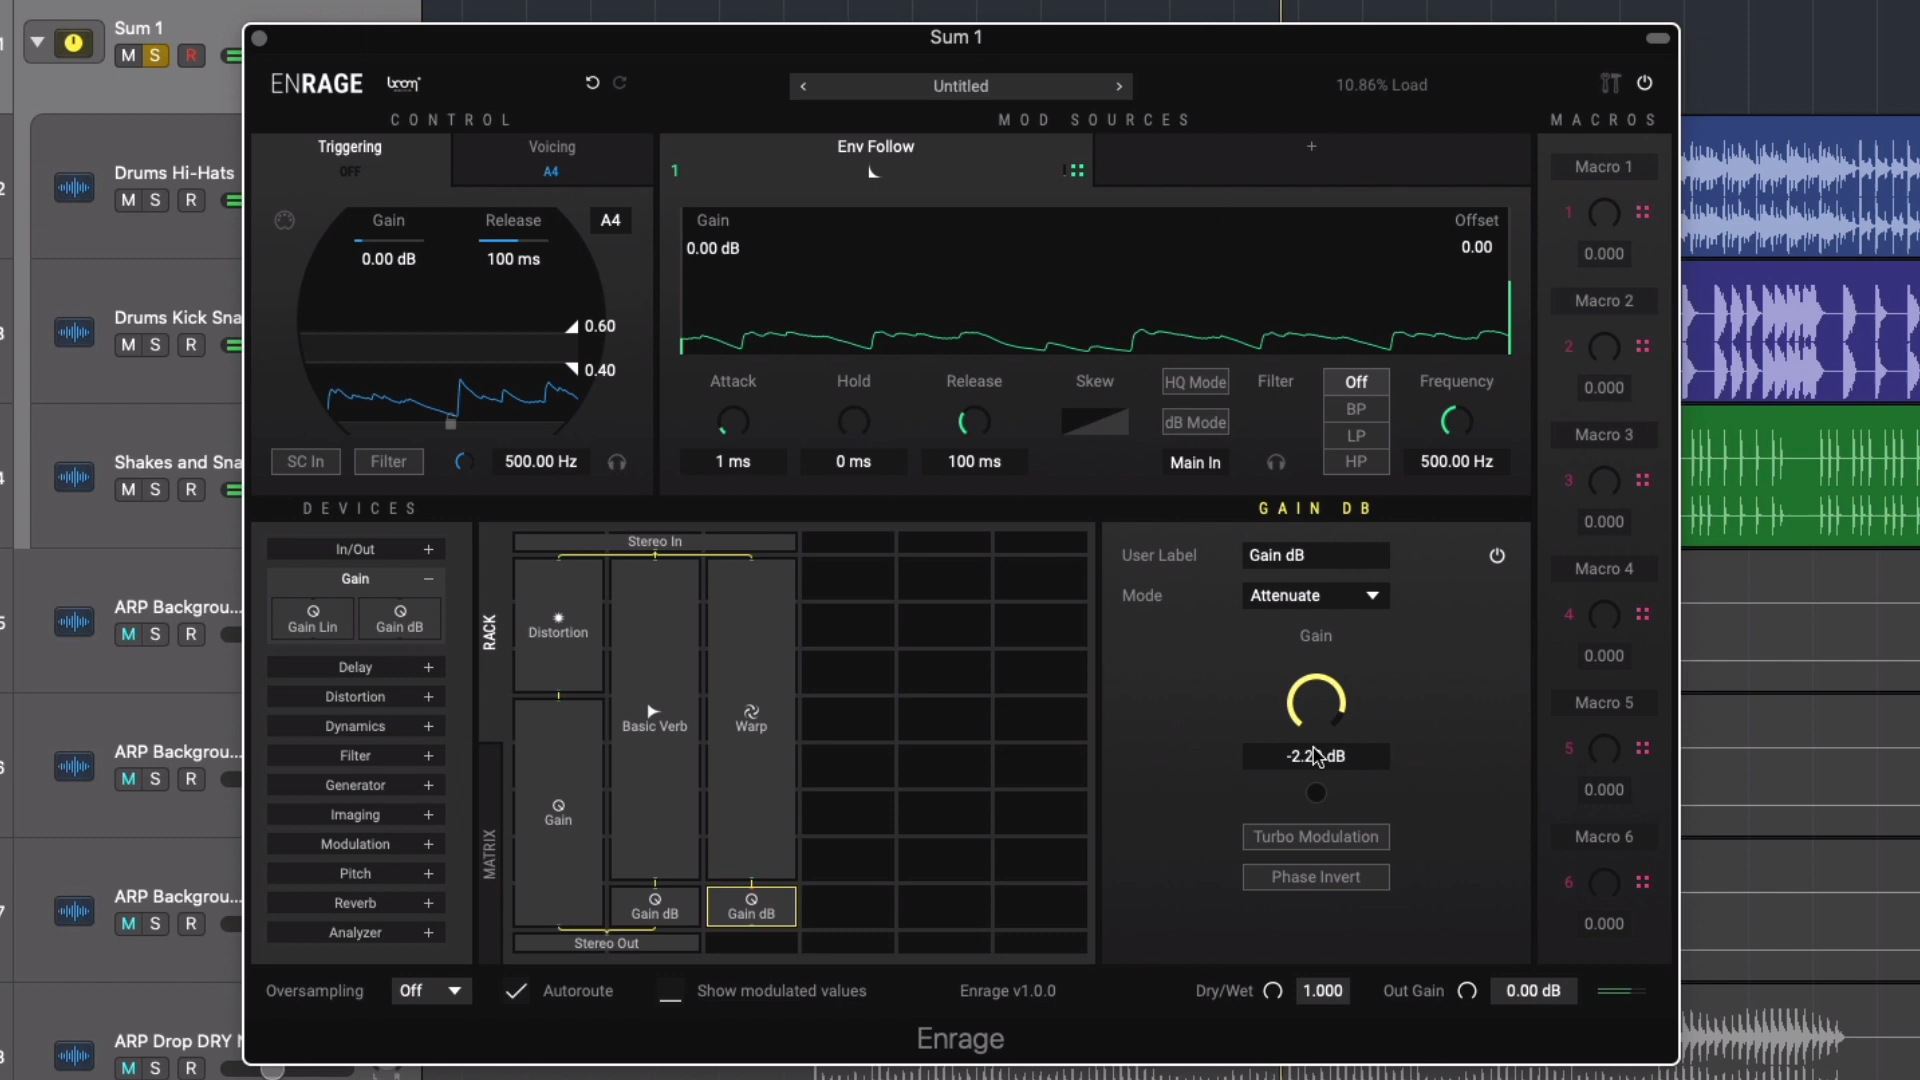 Sum 1
Sum 1
M S R
ENRAGE boom
Untitled
10.86% Load
CONTROL
MOD SOURCES
MACROS
Triggering
OFF
Voicing
A4
Env Follow
1
+
Macro 1
1
0.000
Drums Hi-Hats
M S R
2
Gain
0.00 dB
Release
100 ms
A4
0.60
0.40
Gain
0.00 dB
Offset
0.00
Macro 2
2
0.000
Drums Kick Sna
M S R
3
Attack
1 ms
Hold
0 ms
Release
100 ms
Skew
HQ Mode
dB Mode
Main In
Filter
Off
BP
LP
HP
Frequency
500.00 Hz
SC In
Filter
500.00 Hz
Macro 3
3
0.000
Shakes and Sna
M S R
4
DEVICES
GAIN DB
In/Out +
Gain −
Gain Lin
Gain dB
Delay +
Distortion +
Dynamics +
Filter +
Generator +
Imaging +
Modulation +
Pitch +
Reverb +
Analyzer +
RACK
MATRIX
Stereo In
Distortion
Basic Verb
Warp
Gain
Gain dB
Gain dB
Stereo Out
User Label
Gain dB
Mode
Attenuate
Gain
Turbo Modulation
Phase Invert
Macro 4
4
0.000
Macro 5
5
0.000
Macro 6
6
0.000
ARP Backgrou...
M S R
5
ARP Backgrou...
M S R
6
ARP Backgrou...
M S R
7
ARP Drop DRY
M S R
8
Oversampling
Off
Autoroute
Show modulated values
Enrage v1.0.0
Dry/Wet
1.000
Out Gain
0.00 dB
Enrage